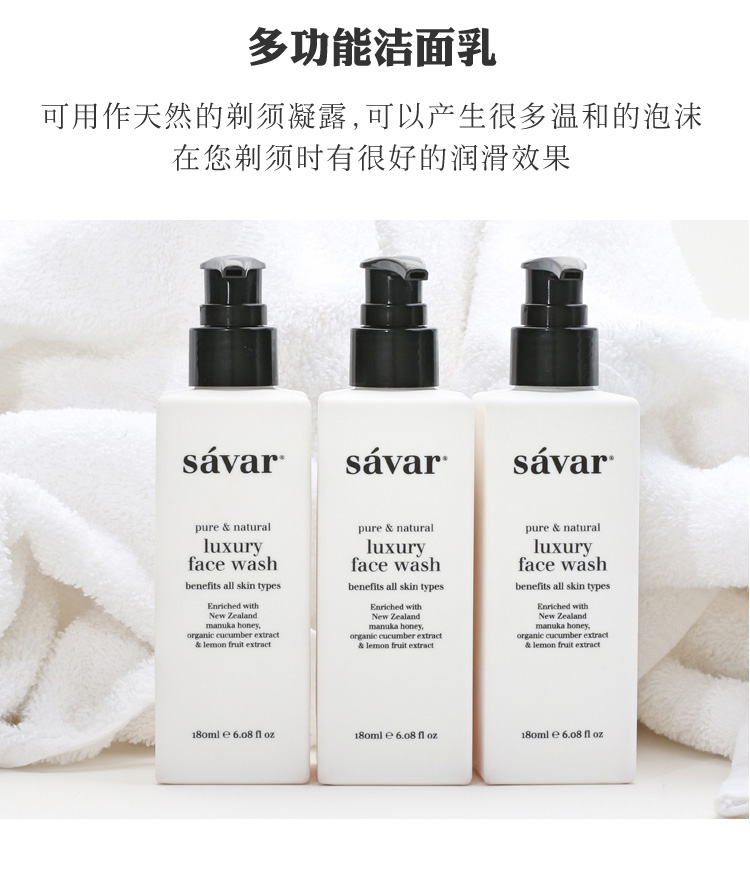 多功能洁面乳
可用作天然的剃须凝露,可以产生很多温和的泡沫
在您剃须时有很好的润滑效果
sávar®
pure & natural
luxury
face wash
benefits all skin types
Enriched with
New Zealand
manuka honey,
organic cucumber extract
& lemon fruit extract
180ml ℮ 6.08 fl oz
sávar®
pure & natural
luxury
face wash
benefits all skin types
Enriched with
New Zealand
manuka honey,
organic cucumber extract
& lemon fruit extract
180ml ℮ 6.08 fl oz
sávar®
pure & natural
luxury
face wash
benefits all skin types
Enriched with
New Zealand
manuka honey,
organic cucumber extract
& lemon fruit extract
180ml ℮ 6.08 fl oz